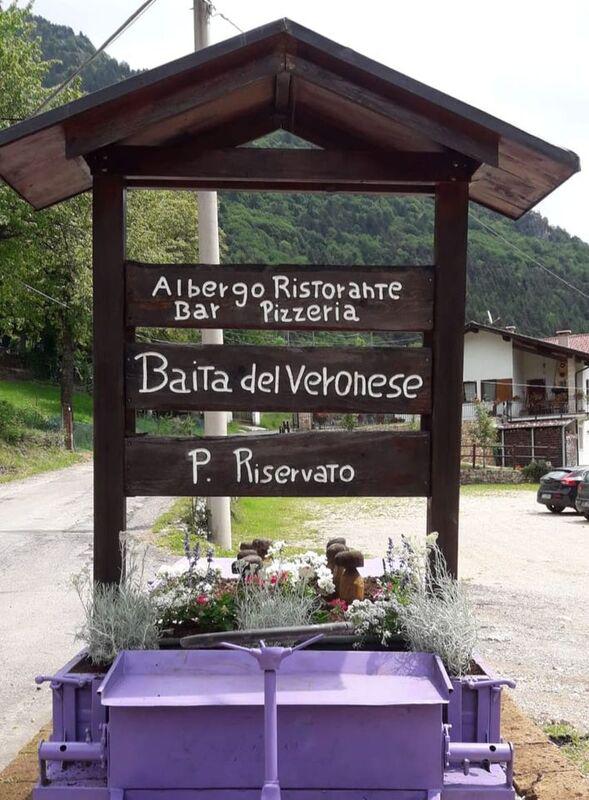 Albergo Ristorante
Bar Pizzeria
Baita del Veronese
P. Riservato